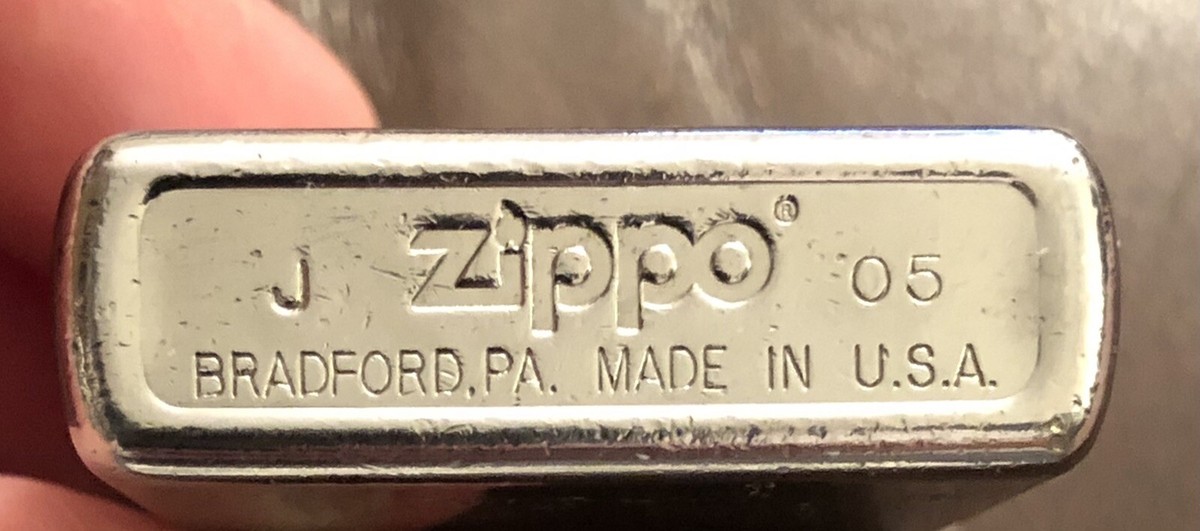 J Zippo® 05
BRADFORD, PA. MADE IN U.S.A.